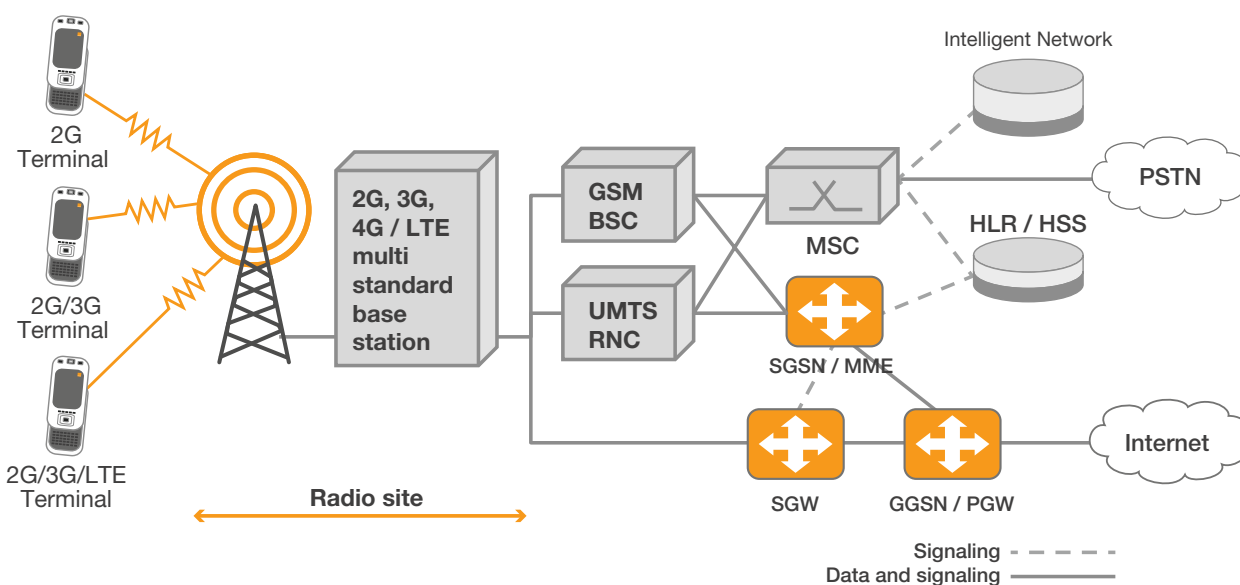 Intelligent Network
2G
Terminal
2G/3G
Terminal
2G/3G/LTE
Terminal
2G, 3G,
4G / LTE
multi
standard
base
station
GSM
BSC
UMTS
RNC
MSC
PSTN
HLR / HSS
SGSN / MME
SGW
GGSN / PGW
Internet
Radio site
Signaling
Data and signaling